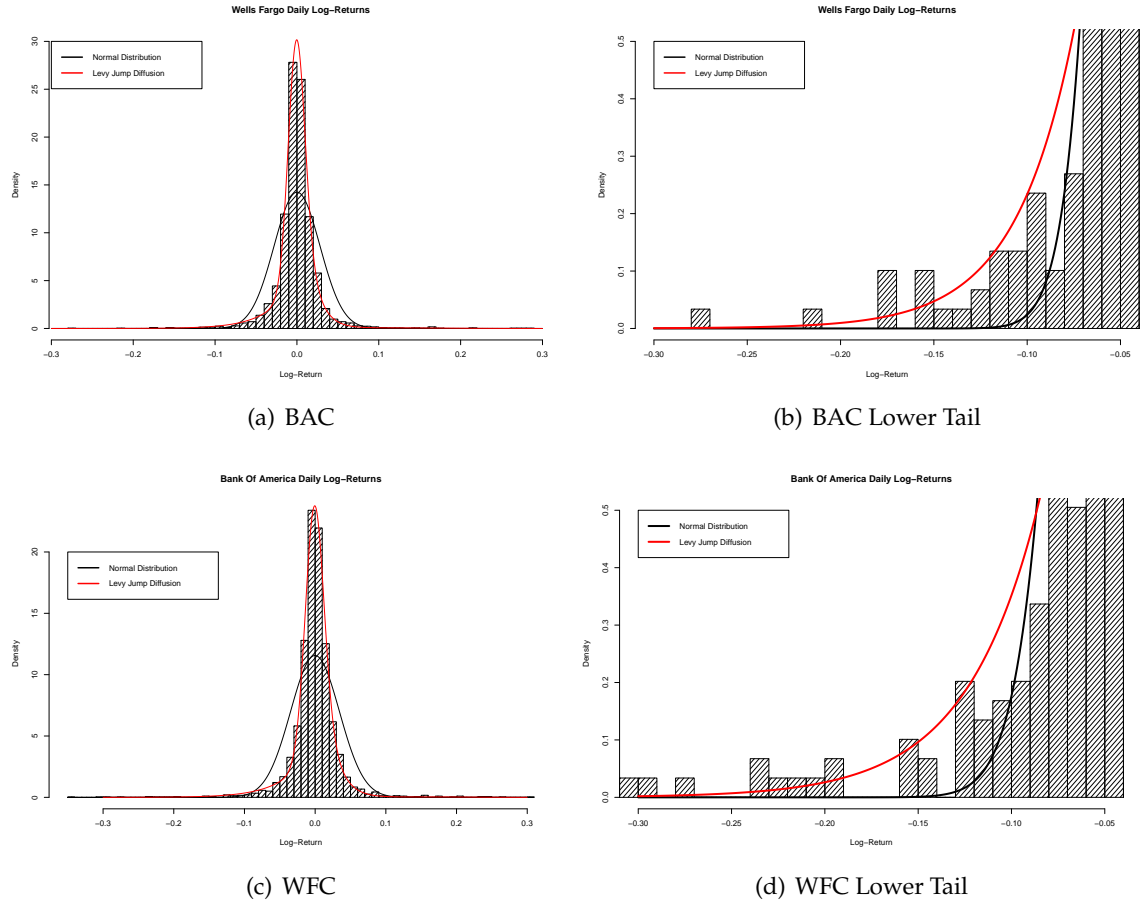 Wells Fargo Daily Log−Returns
Normal Distribution
Levy Jump Diffusion
Density
0
5
10
15
20
25
30
−0.3
−0.2
−0.1
0.0
0.1
0.2
0.3
Log−Return
(a) BAC
Wells Fargo Daily Log−Returns
Normal Distribution
Levy Jump Diffusion
Density
0.0
0.1
0.2
0.3
0.4
0.5
−0.30
−0.25
−0.20
−0.15
−0.10
−0.05
Log−Return
(b) BAC Lower Tail
Bank Of America Daily Log−Returns
Normal Distribution
Levy Jump Diffusion
Density
0
5
10
15
20
−0.3
−0.2
−0.1
0.0
0.1
0.2
0.3
Log−Return
(c) WFC
Bank Of America Daily Log−Returns
Normal Distribution
Levy Jump Diffusion
Density
0.0
0.1
0.2
0.3
0.4
0.5
−0.30
−0.25
−0.20
−0.15
−0.10
−0.05
Log−Return
(d) WFC Lower Tail